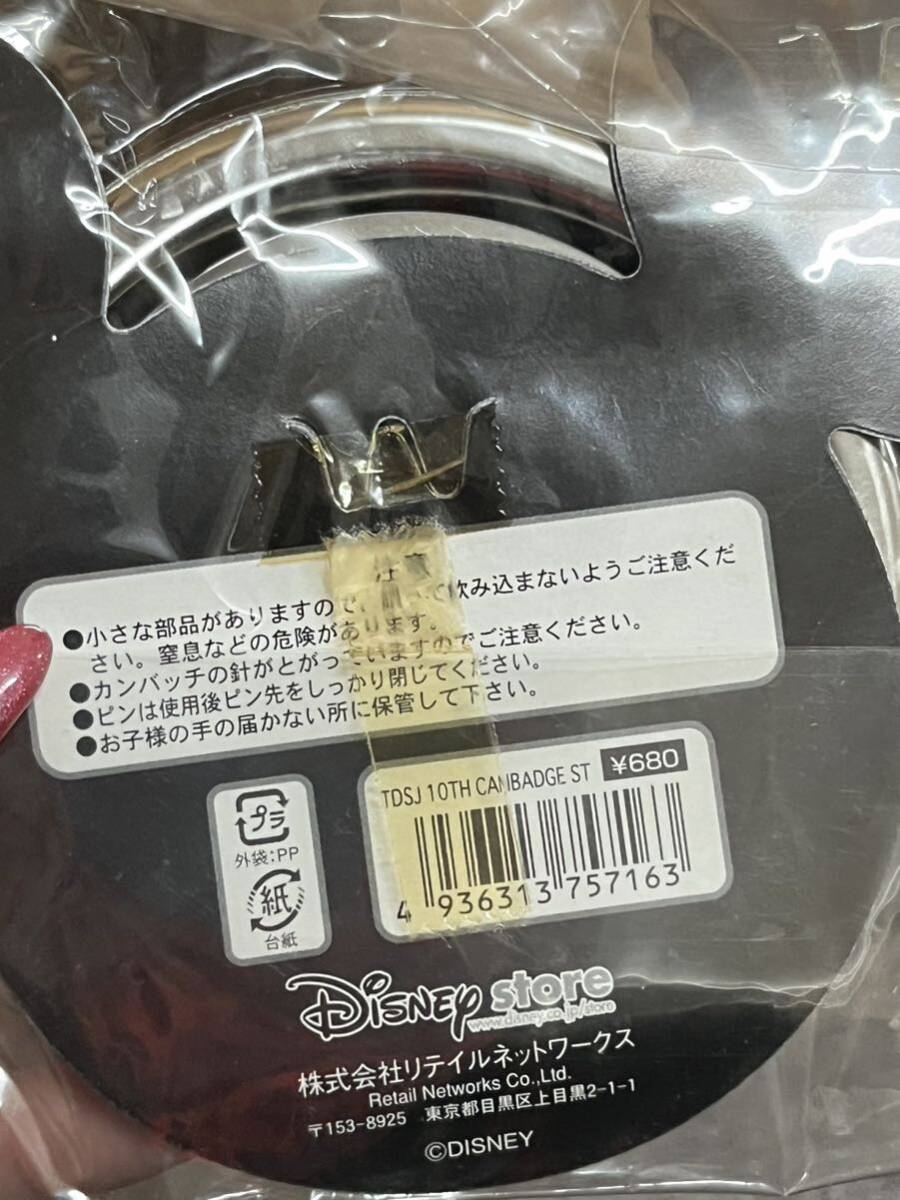 注意
●小さな部品がありますので、誤って飲み込まないようご注意くだ
さい。窒息などの危険があります。
●カンバッチの針がとがっていますのでご注意ください。
●ピンは使用後ピン先をしっかり閉じてください。
●お子様の手の届かない所に保管して下さい。
プラ
外袋:PP
紙
台紙
TDSJ 10TH CANBADGE ST ¥680
4 936313 757163
Disney store
www.disney.co.jp/store
株式会社リテイルネットワークス
Retail Networks Co.,Ltd.
〒153-8925 東京都目黒区上目黒2-1-1
©DISNEY